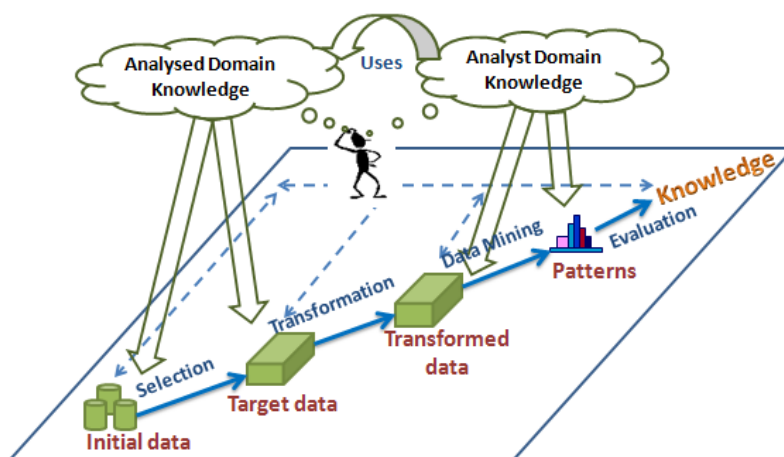 Analysed Domain
Knowledge
Uses
Analyst Domain
Knowledge
Knowledge
Evaluation
Data Mining
Patterns
Transformation
Transformed
data
Selection
Target data
Initial data